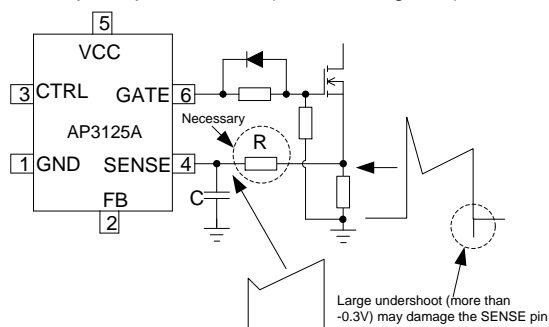 5
VCC
3 CTRL GATE 6
Necessary
AP3125A
R
1 GND SENSE 4
FB
C
2
Large undershoot (more than
-0.3V) may damage the SENSE pin